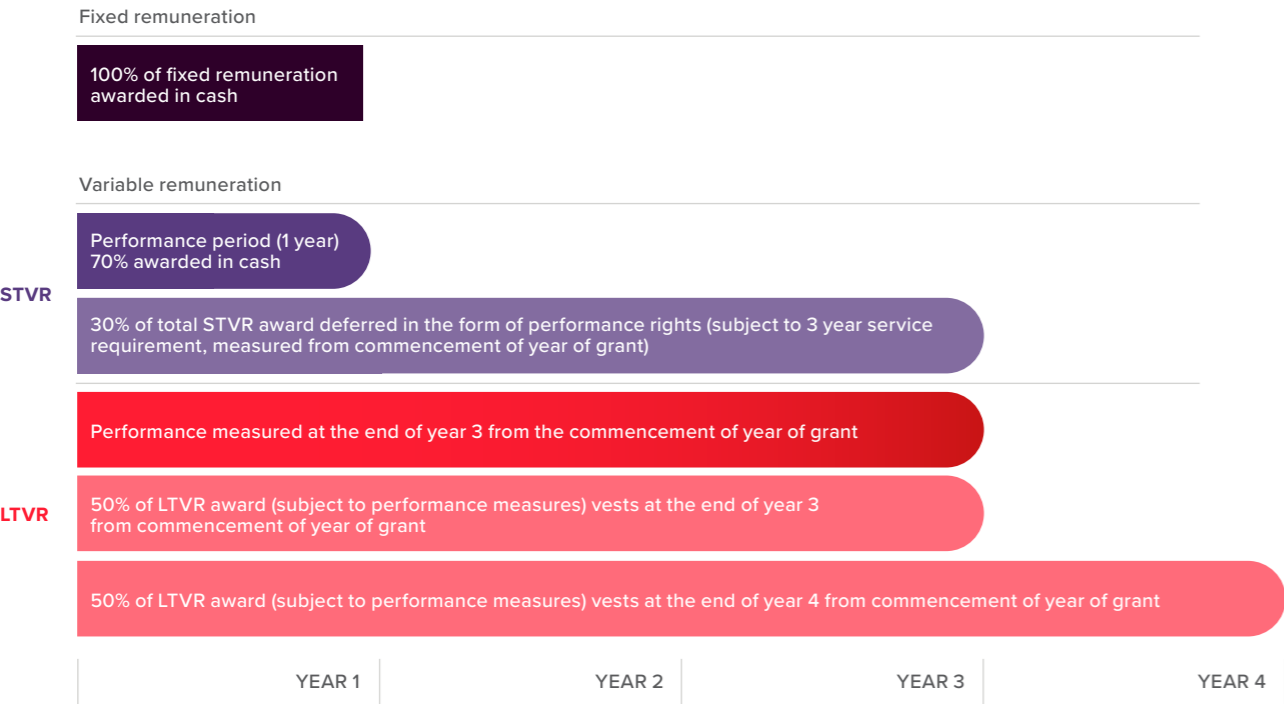 Fixed remuneration
100% of fixed remuneration
awarded in cash
Variable remuneration
STVR
Performance period (1 year)
70% awarded in cash
30% of total STVR award deferred in the form of performance rights (subject to 3 year service
requirement, measured from commencement of year of grant)
LTVR
Performance measured at the end of year 3 from the commencement of year of grant
50% of LTVR award (subject to performance measures) vests at the end of year 3
from commencement of year of grant
50% of LTVR award (subject to performance measures) vests at the end of year 4 from commencement of year of grant
YEAR 1 YEAR 2 YEAR 3 YEAR 4